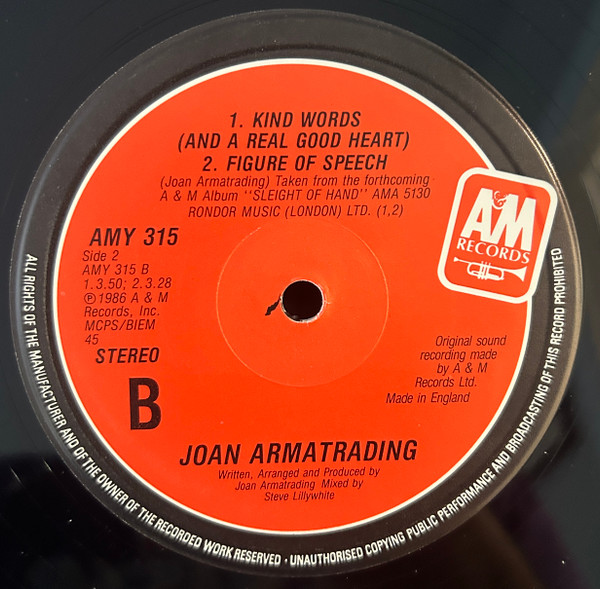 1. KIND WORDS
(AND A REAL GOOD HEART)
2. FIGURE OF SPEECH
(Joan Armatrading) Taken from the forthcoming
A & M Album "SLEIGHT OF HAND" AMA 5130
RONDOR MUSIC (LONDON) LTD. (1,2)
A&M
RECORDS
AMY 315
Side 2
AMY 315 B
1.3.50; 2.3.28
℗1986 A & M
Records, Inc.
MCPS/BIEM
45
STEREO
B
Original sound
recording made
by A & M
Records Ltd.
Made in England
JOAN ARMATRADING
Written, Arranged and Produced by
Joan Armatrading Mixed by
Steve Lillywhite
ALL RIGHTS OF THE MANUFACTURER AND OF THE OWNER OF THE RECORDED WORK RESERVED · UNAUTHORISED COPYING PUBLIC PERFORMANCE AND BROADCASTING OF THIS RECORD PROHIBITED